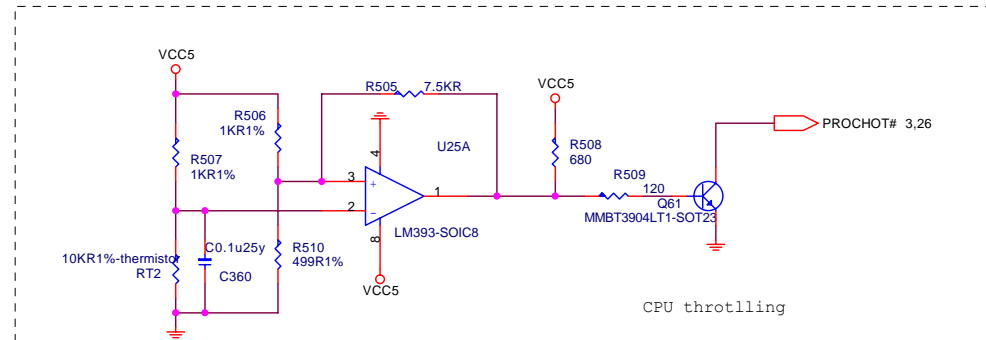 VCC5
R505
7.5KR
VCC5
R506
1KR1%
R507
1KR1%
4
U25A
R508
680
PROCHOT# 3,26
3
+
1
2
-
R509
120
Q61
MMBT3904LT1-SOT23
LM393-SOIC8
8
C0.1u25y
10KR1%-thermistor
RT2
C360
R510
499R1%
VCC5
CPU throtlling